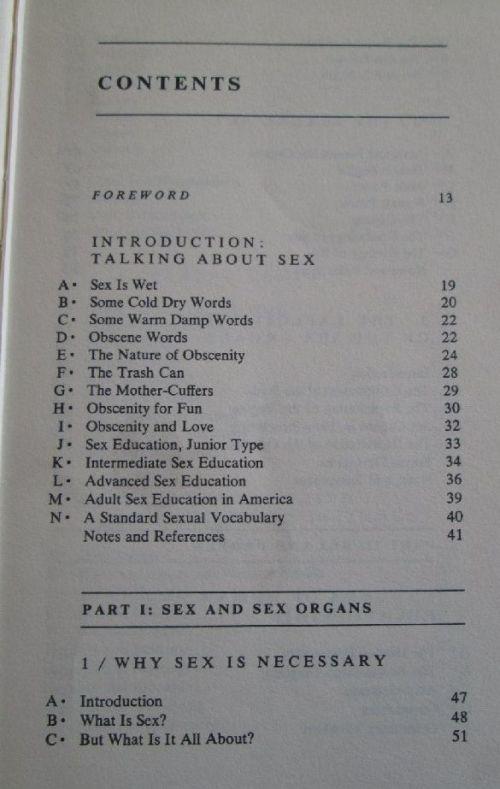 CONTENTS
FOREWORD 13
INTRODUCTION:
TALKING ABOUT SEX
A• Sex Is Wet 19
B• Some Cold Dry Words 20
C• Some Warm Damp Words 22
D• Obscene Words 22
E• The Nature of Obscenity 24
F• The Trash Can 28
G• The Mother-Cuffers 29
H• Obscenity for Fun 30
I• Obscenity and Love 32
J• Sex Education, Junior Type 33
K• Intermediate Sex Education 34
L• Advanced Sex Education 36
M• Adult Sex Education in America 39
N• A Standard Sexual Vocabulary 40
Notes and References 41
PART I: SEX AND SEX ORGANS
1 / WHY SEX IS NECESSARY
A• Introduction 47
B• What Is Sex? 48
C• But What Is It All About? 51